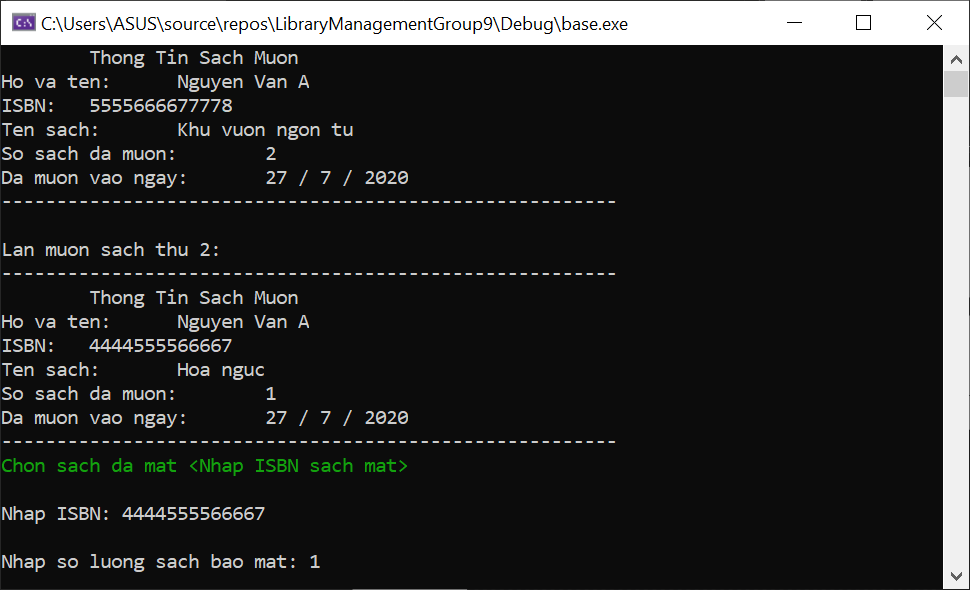 C:\Users\ASUS\source\repos\LibraryManagementGroup9\Debug\base.exe
Thong Tin Sach Muon
Ho va ten: Nguyen Van A
ISBN: 5555666677778
Ten sach: Khu vuon ngon tu
So sach da muon: 2
Da muon vao ngay: 27 / 7 / 2020
--------------------------------------------------------
Lan muon sach thu 2:
--------------------------------------------------------
Thong Tin Sach Muon
Ho va ten: Nguyen Van A
ISBN: 4444555566667
Ten sach: Hoa nguc
So sach da muon: 1
Da muon vao ngay: 27 / 7 / 2020
--------------------------------------------------------
Chon sach da mat <Nhap ISBN sach mat>
Nhap ISBN: 4444555566667
Nhap so luong sach bao mat: 1